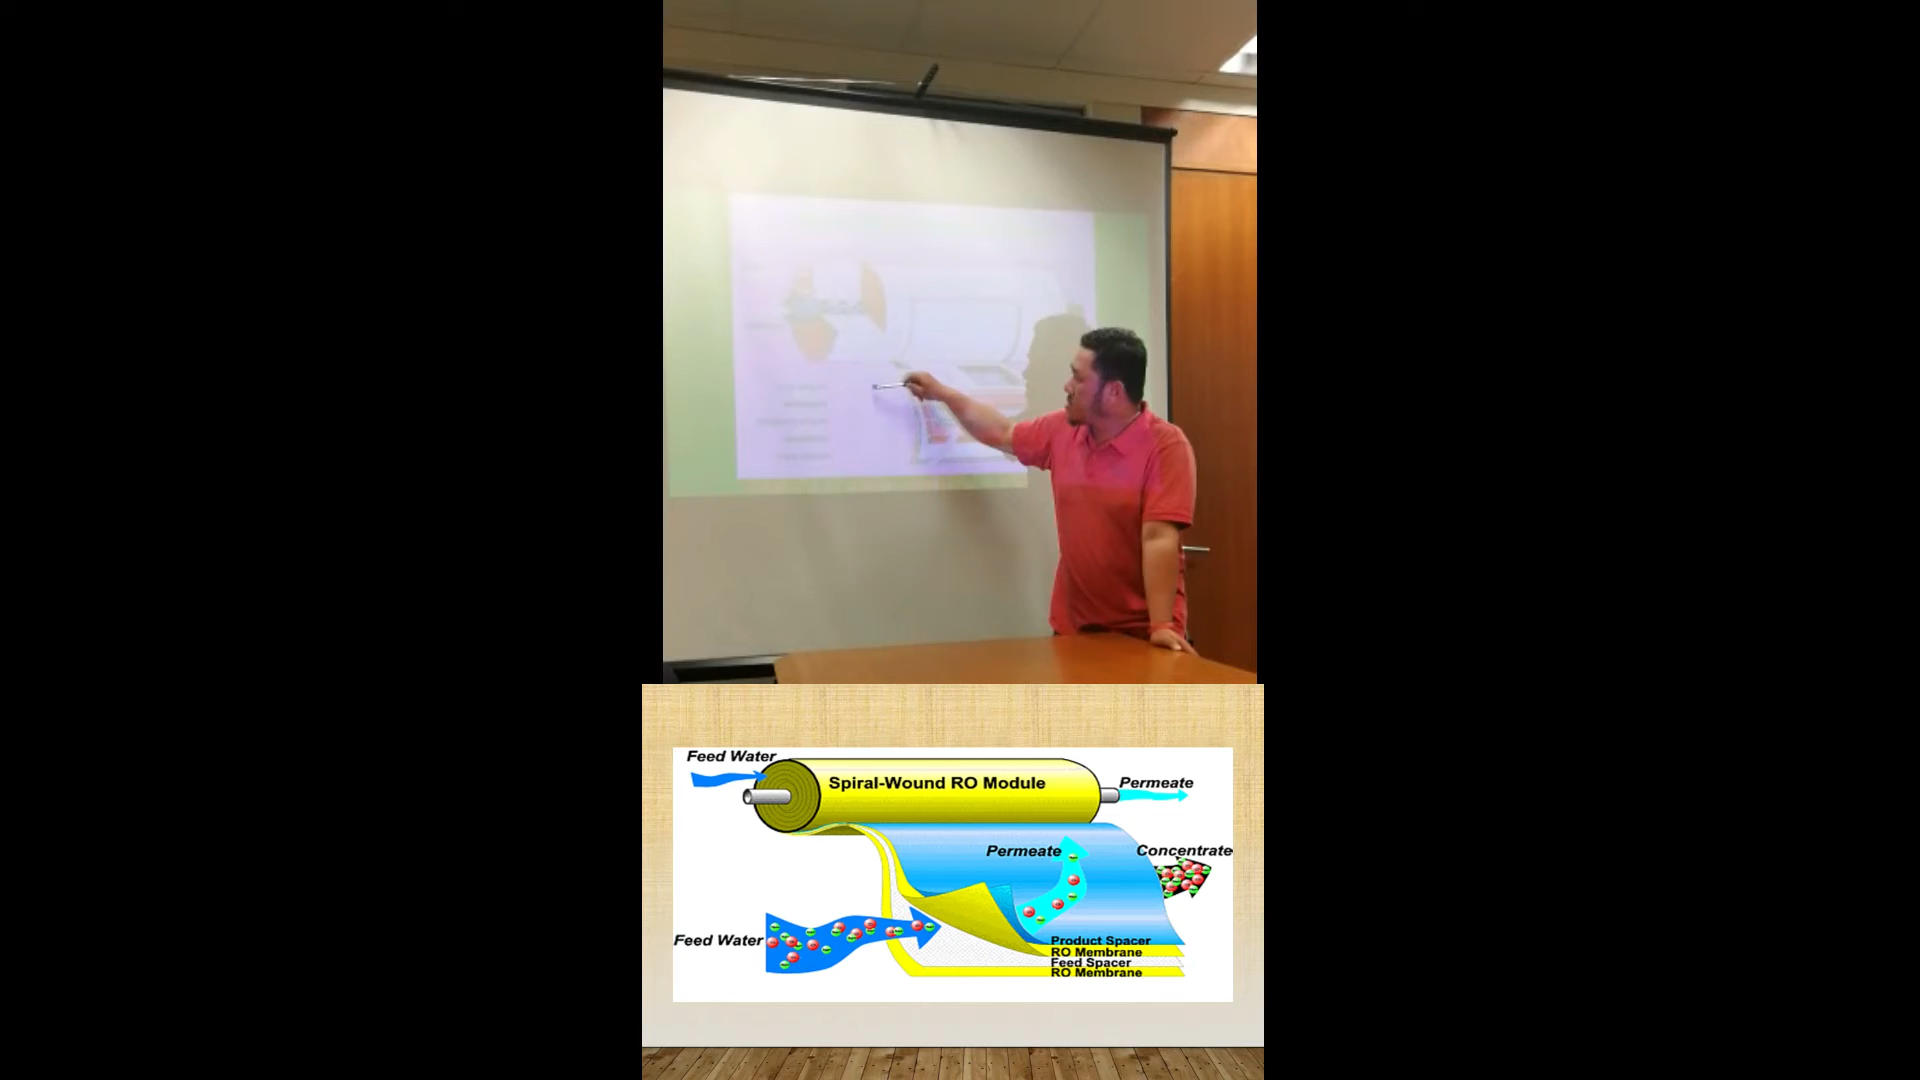 Feed Water
Spiral-Wound RO Module
Permeate
Permeate
Concentrate
Feed Water
Product Spacer
RO Membrane
Feed Spacer
RO Membrane